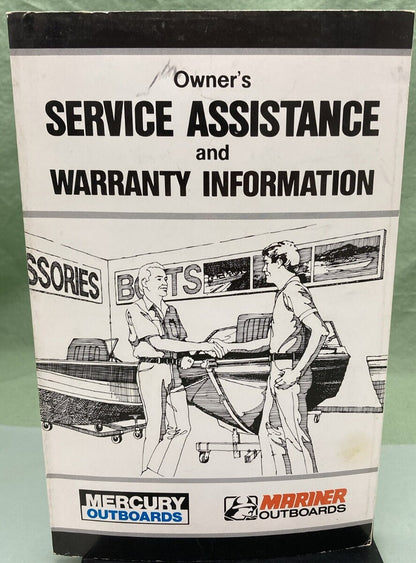 Owner's
SERVICE ASSISTANCE
and
WARRANTY INFORMATION
SSORIES
BOATS
MERCURY
OUTBOARDS
MARINER
OUTBOARDS